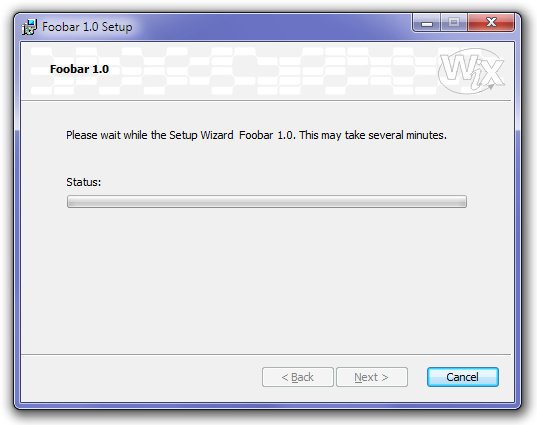 Foobar 1.0 Setup
Foobar 1.0
WiX
Please wait while the Setup Wizard  Foobar 1.0. This may take several minutes.
Status:
< Back
Next >
Cancel